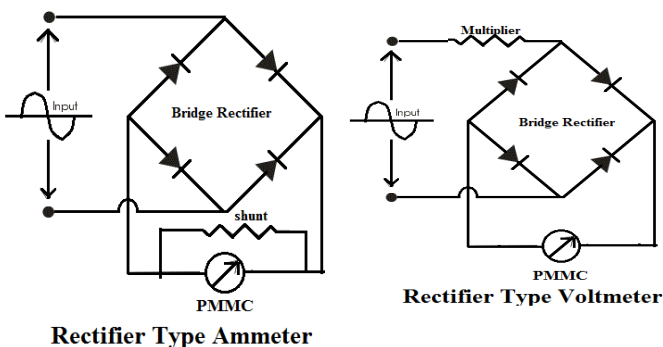 Input
Bridge Rectifier
shunt
PMMC
Rectifier Type Ammeter
Multiplier
Input
Bridge Rectifier
PMMC
Rectifier Type Voltmeter